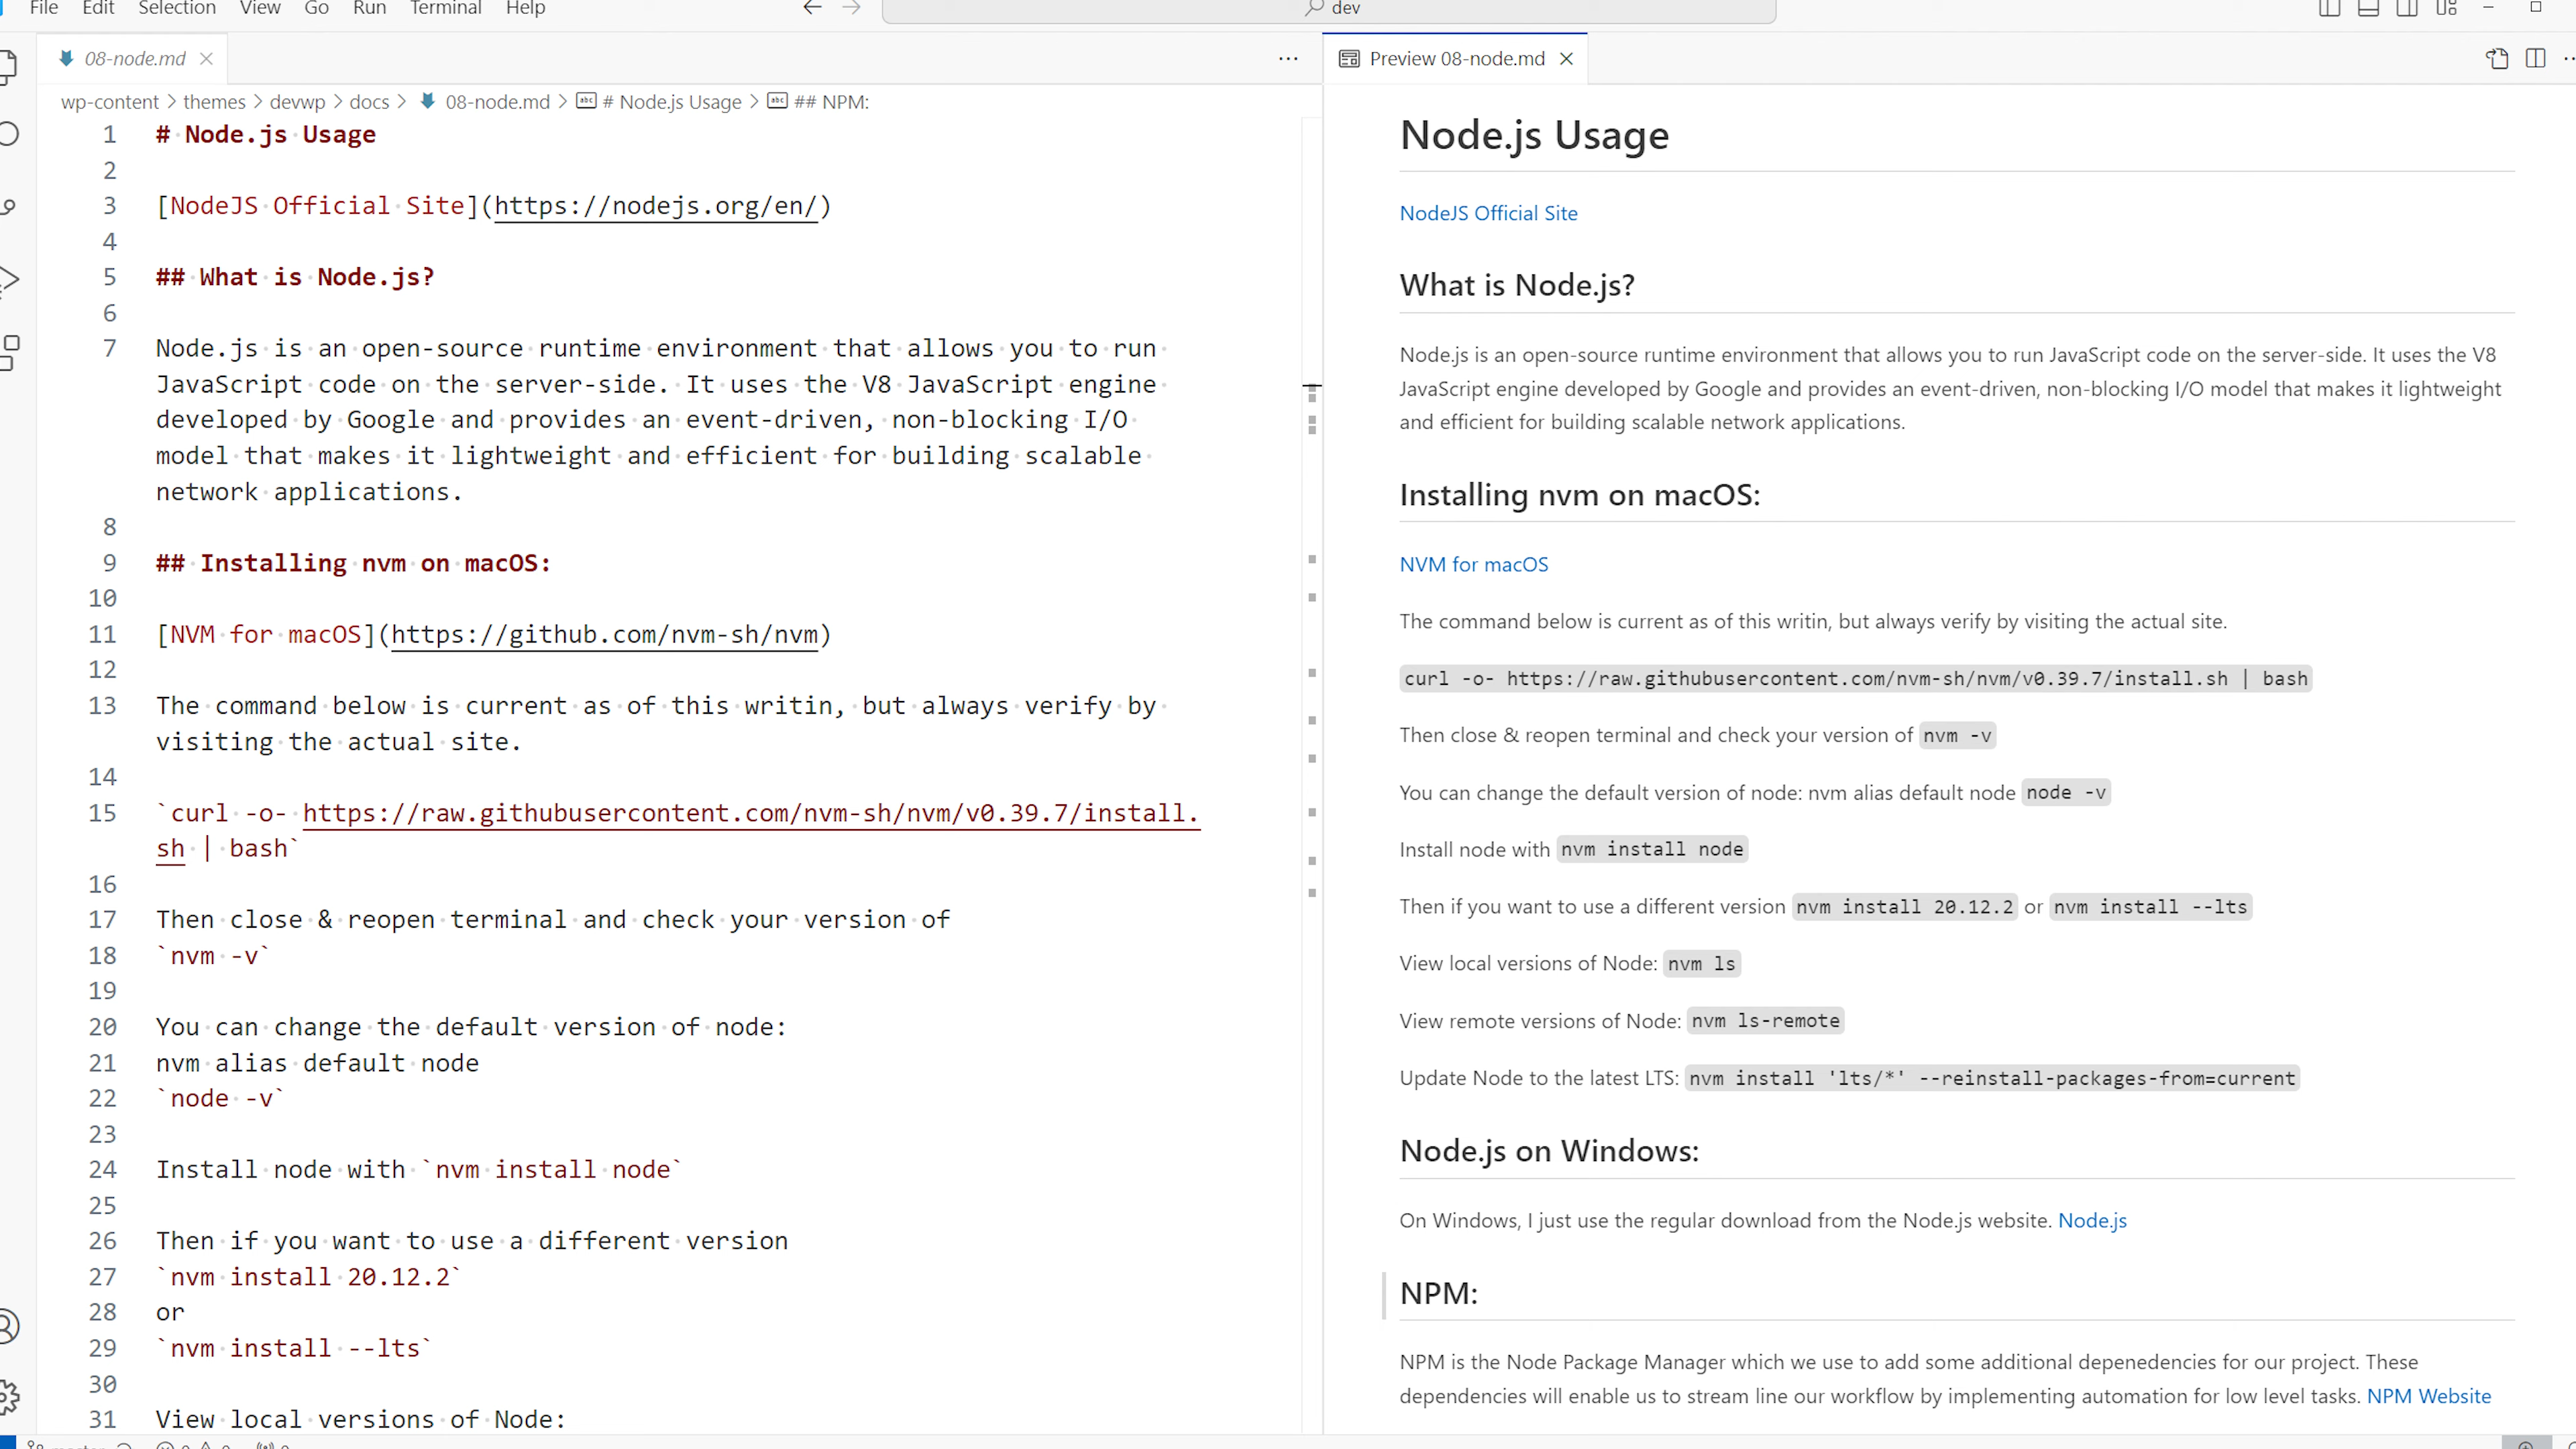 File Edit Selection View Go Run Terminal Help
dev
08-node.md
wp-content > themes > devwp > docs > 08-node.md > # Node.js Usage > ## NPM:
1 # Node.js Usage
2
3 [NodeJS Official Site](https://nodejs.org/en/)
4
5 ## What is Node.js?
6
7 Node.js is an open-source runtime environment that allows you to run
JavaScript code on the server-side. It uses the V8 JavaScript engine
developed by Google and provides an event-driven, non-blocking I/O
model that makes it lightweight and efficient for building scalable
network applications.
8
9 ## Installing nvm on macOS:
10
11 [NVM for macOS](https://github.com/nvm-sh/nvm)
12
13 The command below is current as of this writin, but always verify by
visiting the actual site.
14
15 `curl -o- https://raw.githubusercontent.com/nvm-sh/nvm/v0.39.7/install.
sh | bash`
16
17 Then close & reopen terminal and check your version of
18 `nvm -v`
19
20 You can change the default version of node:
21 nvm alias default node
22 `node -v`
23
24 Install node with `nvm install node`
25
26 Then if you want to use a different version
27 `nvm install 20.12.2`
28 or
29 `nvm install --lts`
30
31 View local versions of Node:
Preview 08-node.md
Node.js Usage
NodeJS Official Site
What is Node.js?
Node.js is an open-source runtime environment that allows you to run JavaScript code on the server-side. It uses the V8
JavaScript engine developed by Google and provides an event-driven, non-blocking I/O model that makes it lightweight
and efficient for building scalable network applications.
Installing nvm on macOS:
NVM for macOS
The command below is current as of this writin, but always verify by visiting the actual site.
curl -o- https://raw.githubusercontent.com/nvm-sh/nvm/v0.39.7/install.sh | bash
Then close & reopen terminal and check your version of nvm -v
You can change the default version of node: nvm alias default node node -v
Install node with nvm install node
Then if you want to use a different version nvm install 20.12.2 or nvm install --lts
View local versions of Node: nvm ls
View remote versions of Node: nvm ls-remote
Update Node to the latest LTS: nvm install 'lts/*' --reinstall-packages-from=current
Node.js on Windows:
On Windows, I just use the regular download from the Node.js website. Node.js
NPM:
NPM is the Node Package Manager which we use to add some additional depenedencies for our project. These
dependencies will enable us to stream line our workflow by implementing automation for low level tasks. NPM Website